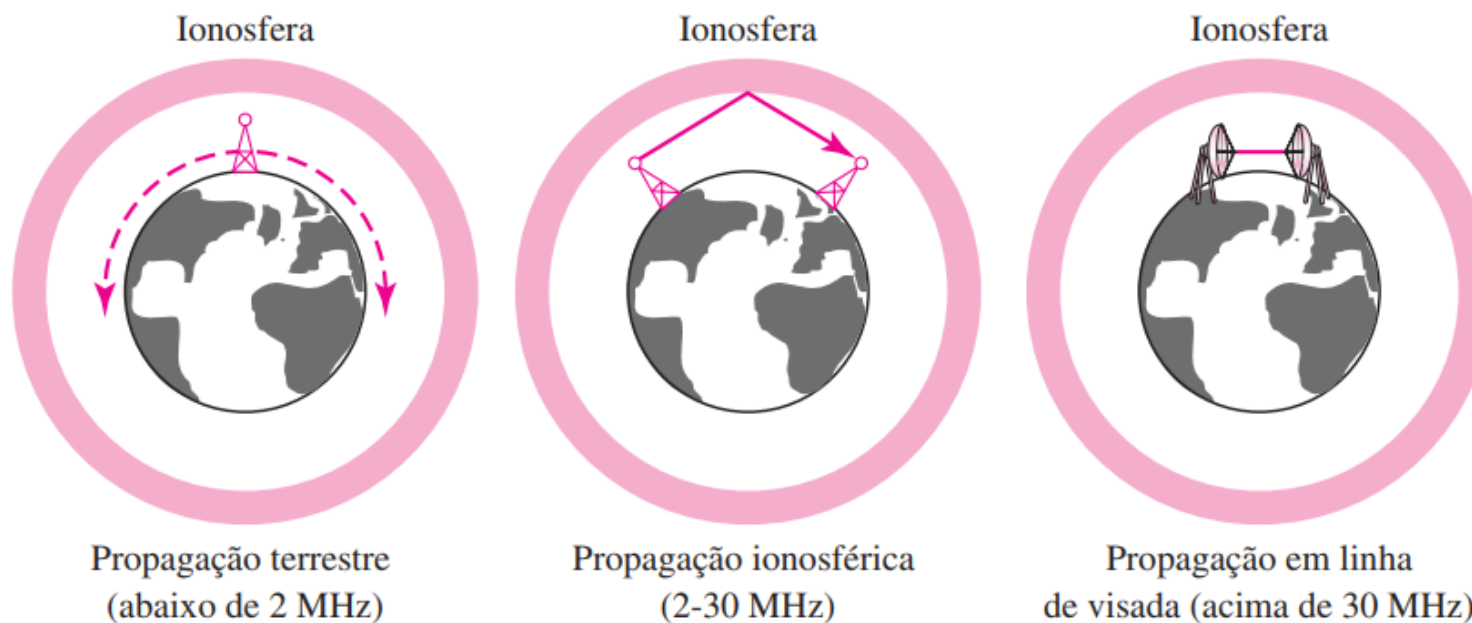 Ionosfera
Ionosfera
Ionosfera
Propagação terrestre
(abaixo de 2 MHz)
Propagação ionosférica
(2-30 MHz)
Propagação em linha
de visada (acima de 30 MHz)